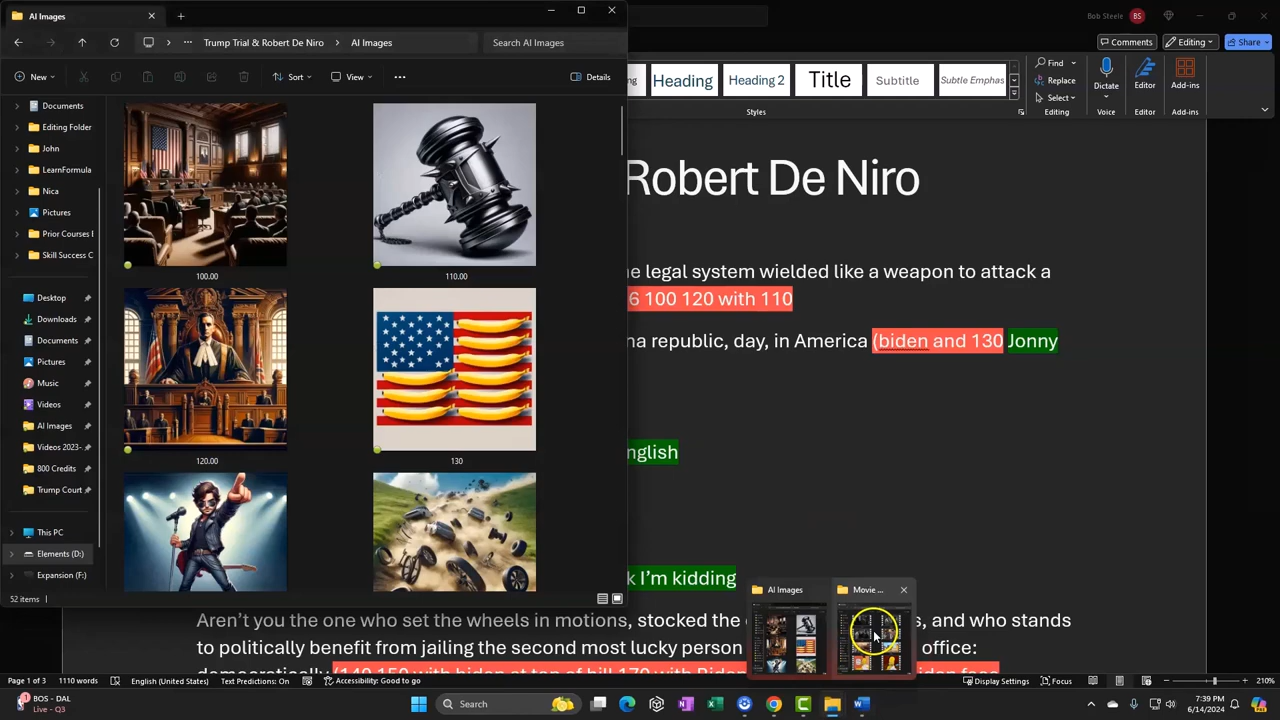 AI Images
Bob Steele BS
Trump Trial & Robert De Niro > AI Images
Search AI Images
Comments Editing Share
New Sort View Details
Heading Heading 2 Title Subtitle Subtle Emphas
Find
Replace
Select
Dictate Editor Add-ins
Styles Editing Voice Editor Add-ins
Documents
Editing Folder
John
LearnFormula
Nica
Pictures
Prior Courses
Skill Success C
Desktop
Downloads
Documents
Pictures
Music
Videos
AI Images
Videos 2023-
800 Credits
Trump Court
This PC
Elements (D:)
Expansion (F:)
100.00 110.00
120.00 130
52 items
Robert De Niro
e legal system wielded like a weapon to attack a
6 100 120 with 110
na republic, day, in America (biden and 130 Jonny
nglish
k I'm kidding
AI Images Movie ...
Aren't you the one who set the wheels in motions, stocked the s, and who stands
to politically benefit from jailing the second most lucky person office:
Page 1 of 3 1110 words English (United States) Text Predictions: On Accessibility: Good to go Display Settings Focus 210%
BOS - DAL
Live - Q3
Search
7:39 PM
6/14/2024